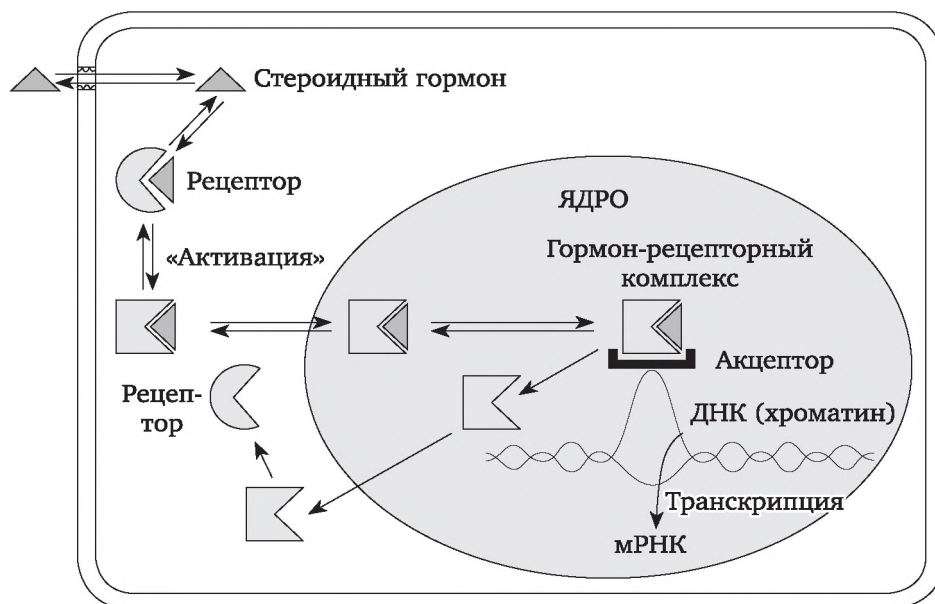 Стероидный гормон
Рецептор
ЯДРО
«Активация»
Гормон-рецепторный
комплекс
Акцептор
Рецеп-
тор
ДНК (хроматин)
Транскрипция
мРНК